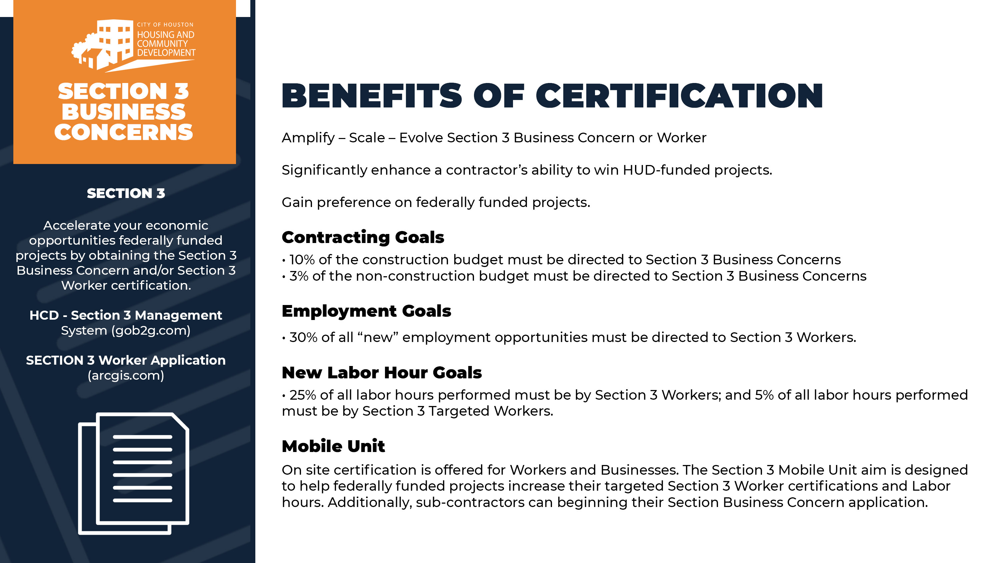 CITY OF HOUSTON
HOUSING AND
COMMUNITY
DEVELOPMENT
SECTION 3
BUSINESS
CONCERNS
SECTION 3
Accelerate your economic
opportunities federally funded
projects by obtaining the Section 3
Business Concern and/or Section 3
Worker certification.
HCD - Section 3 Management
System (gob2g.com)
SECTION 3 Worker Application
(arcgis.com)
BENEFITS OF CERTIFICATION
Amplify – Scale – Evolve Section 3 Business Concern or Worker
Significantly enhance a contractor’s ability to win HUD-funded projects.
Gain preference on federally funded projects.
Contracting Goals
• 10% of the construction budget must be directed to Section 3 Business Concerns
• 3% of the non-construction budget must be directed to Section 3 Business Concerns
Employment Goals
• 30% of all “new” employment opportunities must be directed to Section 3 Workers.
New Labor Hour Goals
• 25% of all labor hours performed must be by Section 3 Workers; and 5% of all labor hours performed
must be by Section 3 Targeted Workers.
Mobile Unit
On site certification is offered for Workers and Businesses. The Section 3 Mobile Unit aim is designed
to help federally funded projects increase their targeted Section 3 Worker certifications and Labor
hours. Additionally, sub-contractors can beginning their Section Business Concern application.